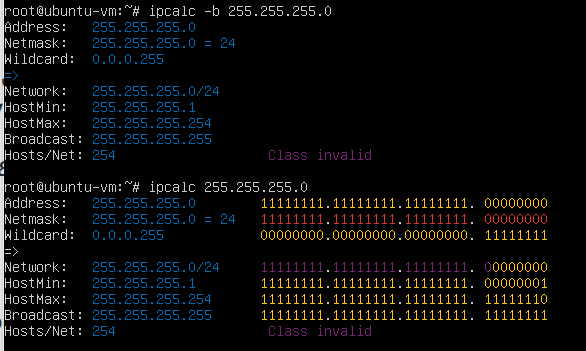 root@ubuntu-vm:~# ipcalc -b 255.255.255.0
Address:   255.255.255.0
Netmask:   255.255.255.0 = 24
Wildcard:  0.0.0.255
=>
Network:   255.255.255.0/24
HostMin:   255.255.255.1
HostMax:   255.255.255.254
Broadcast: 255.255.255.255
Hosts/Net: 254                   Class invalid
root@ubuntu-vm:~# ipcalc 255.255.255.0
Address:   255.255.255.0        11111111.11111111.11111111. 00000000
Netmask:   255.255.255.0 = 24   11111111.11111111.11111111. 00000000
Wildcard:  0.0.0.255            00000000.00000000.00000000. 11111111
=>
Network:   255.255.255.0/24     11111111.11111111.11111111. 00000000
HostMin:   255.255.255.1        11111111.11111111.11111111. 00000001
HostMax:   255.255.255.254      11111111.11111111.11111111. 11111110
Broadcast: 255.255.255.255      11111111.11111111.11111111. 11111111
Hosts/Net: 254                   Class invalid